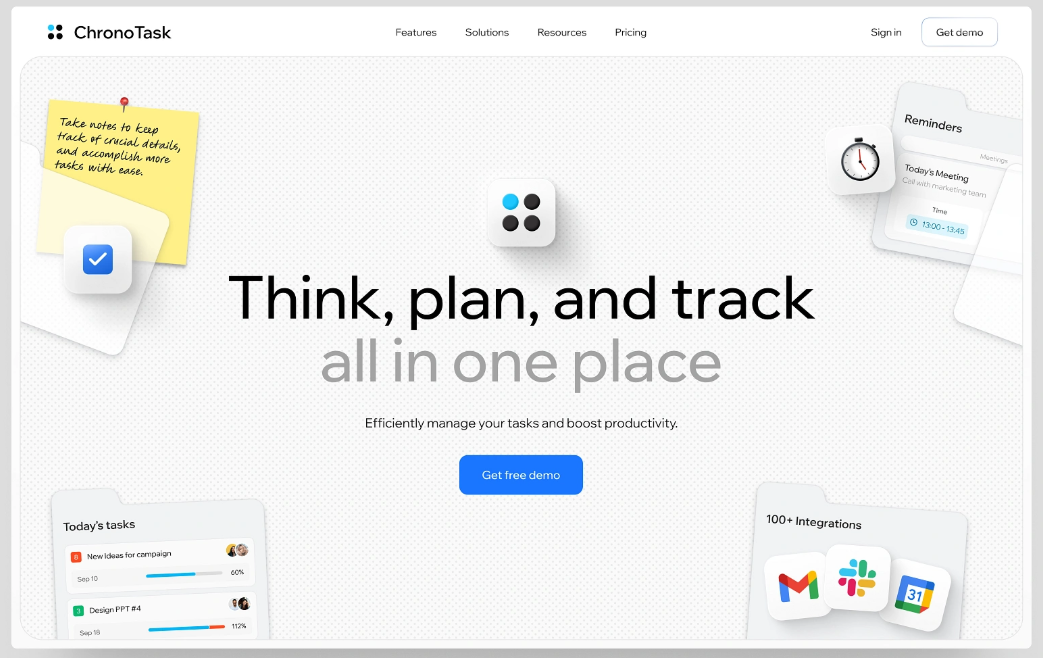 ChronoTask
Features
Solutions
Resources
Pricing
Sign in
Get demo
Take notes to keep
track of crucial details,
and accomplish more
tasks with ease.
Reminders
Meetings
Today's Meeting
Call with marketing team
Time
13:00 - 13:45
Think, plan, and track
all in one place
Efficiently manage your tasks and boost productivity.
Get free demo
Today's tasks
New Ideas for campaign
Sep 10
60%
Design PPT #4
Sep 18
112%
100+ Integrations
31